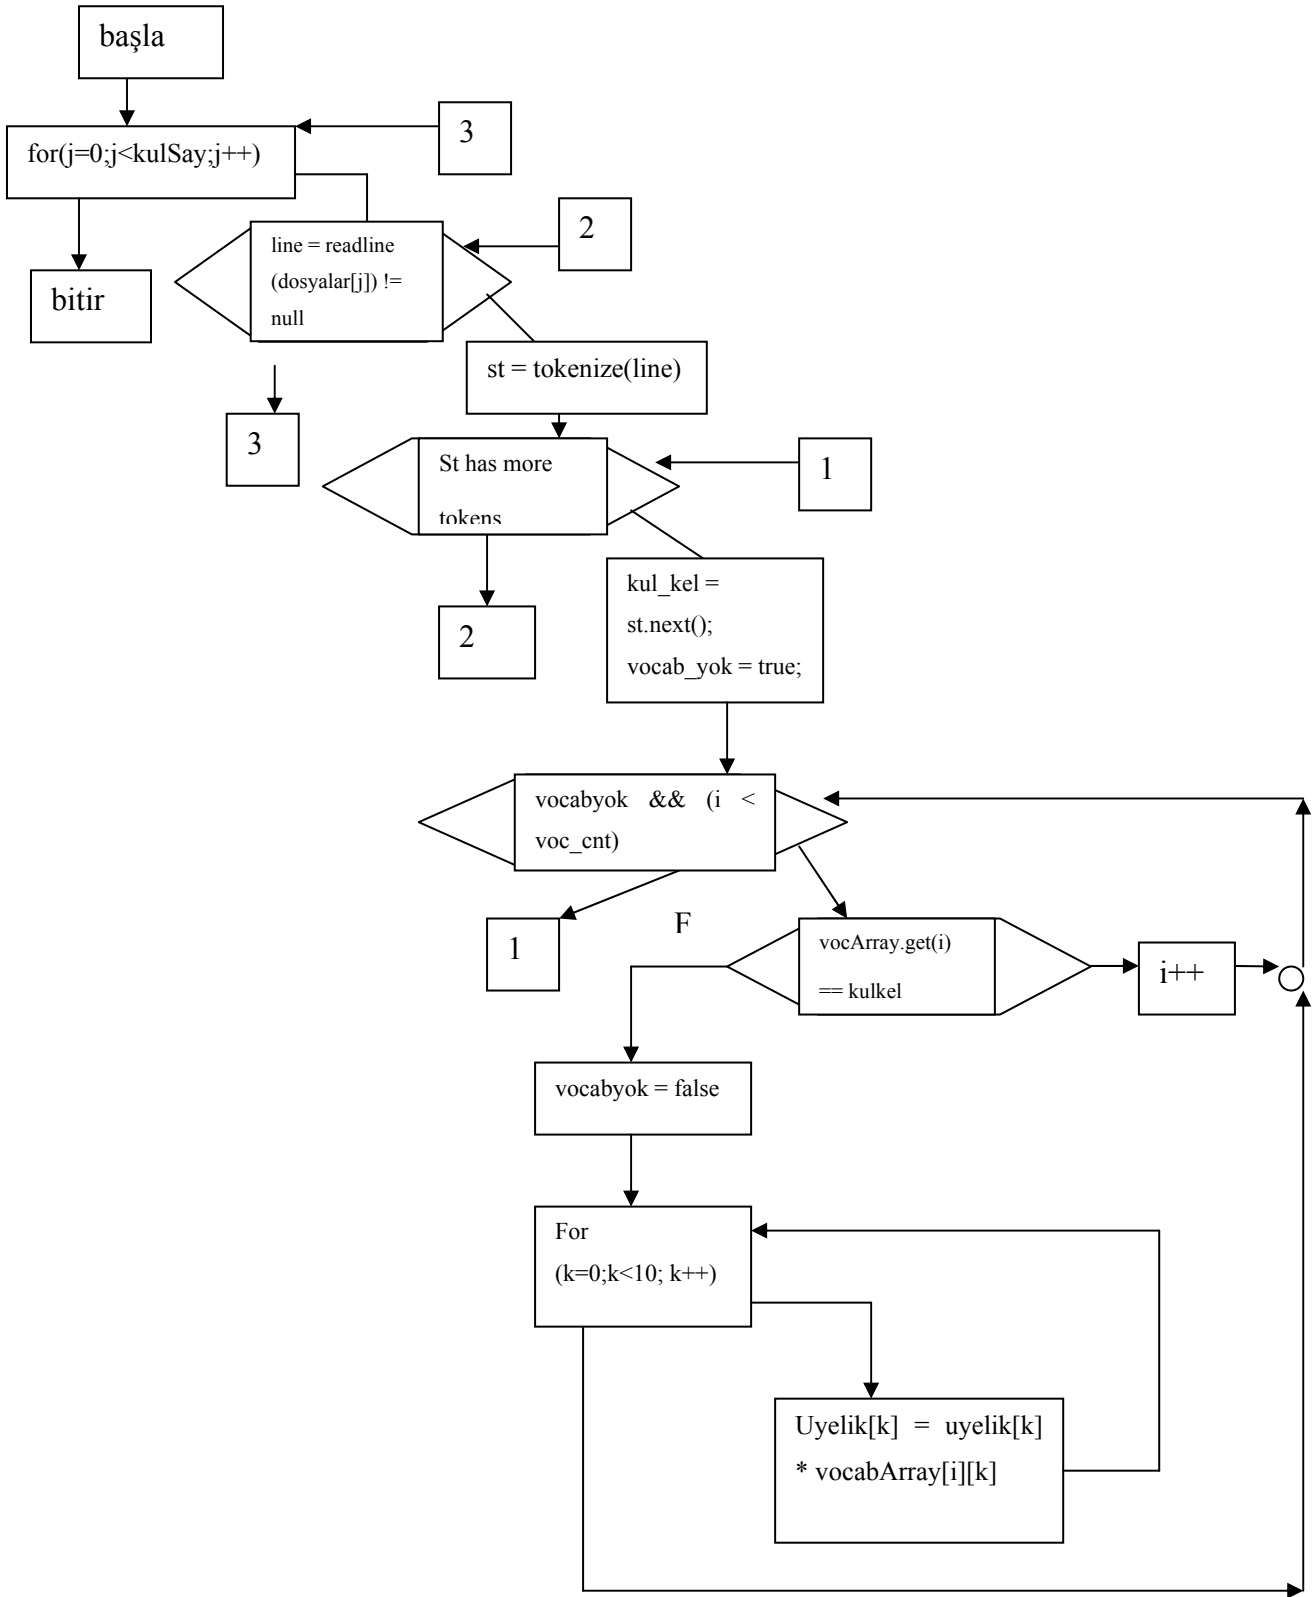 başla
3
for(j=0;j<kulSay;j++)
2
line = readline
(dosyalar[j]) !=
null
bitir
st = tokenize(line)
3
St has more
tokens
1
kul_kel =
st.next();
vocab_yok = true;
2
vocabyok && (i <
voc_cnt)
1
F
vocArray.get(i)
== kulkel
i++
vocabyok = false
For
(k=0;k<10; k++)
Uyelik[k] = uyelik[k]
* vocabArray[i][k]